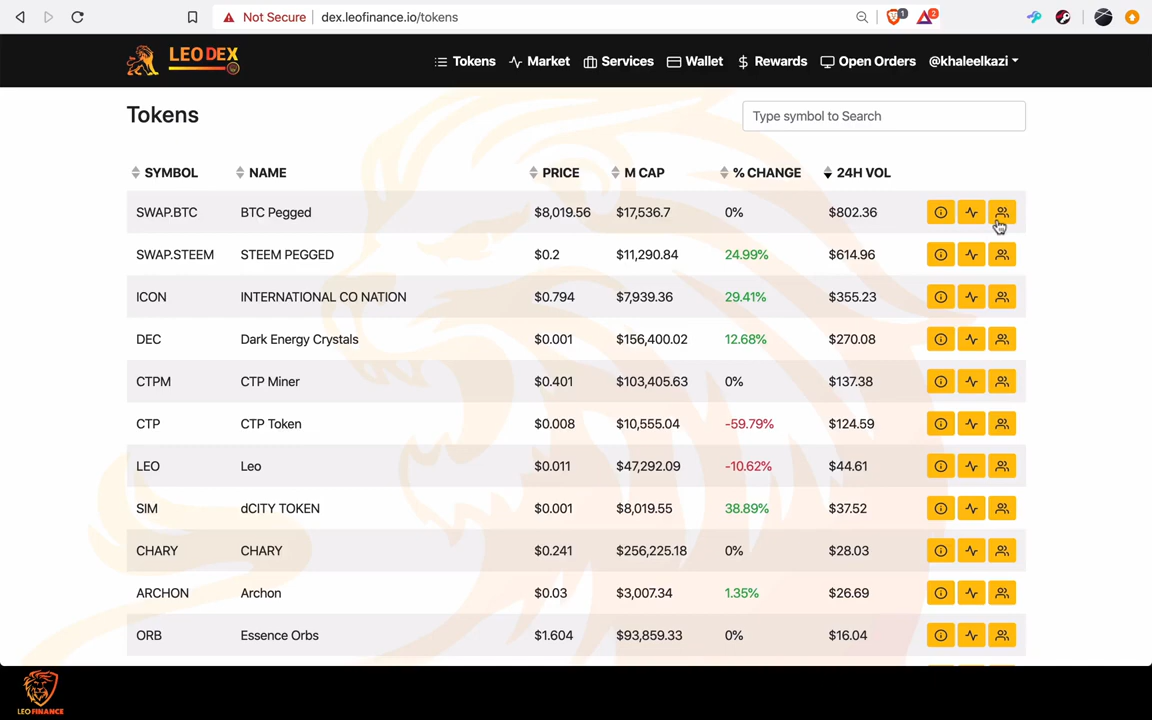 Not Secure dex.leofinance.io/tokens 1 2
LEO DEX Tokens Market Services Wallet Rewards Open Orders @khaleelkazi
Tokens Type symbol to Search
SYMBOL NAME PRICE M CAP % CHANGE 24H VOL
SWAP.BTC BTC Pegged $8,019.56 $17,536.7 0% $802.36
SWAP.STEEM STEEM PEGGED $0.2 $11,290.84 24.99% $614.96
ICON INTERNATIONAL CO NATION $0.794 $7,939.36 29.41% $355.23
DEC Dark Energy Crystals $0.001 $156,400.02 12.68% $270.08
CTPM CTP Miner $0.401 $103,405.63 0% $137.38
CTP CTP Token $0.008 $10,555.04 -59.79% $124.59
LEO Leo $0.011 $47,292.09 -10.62% $44.61
SIM dCITY TOKEN $0.001 $8,019.55 38.89% $37.52
CHARY CHARY $0.241 $256,225.18 0% $28.03
ARCHON Archon $0.03 $3,007.34 1.35% $26.69
ORB Essence Orbs $1.604 $93,859.33 0% $16.04
LEOFINANCE